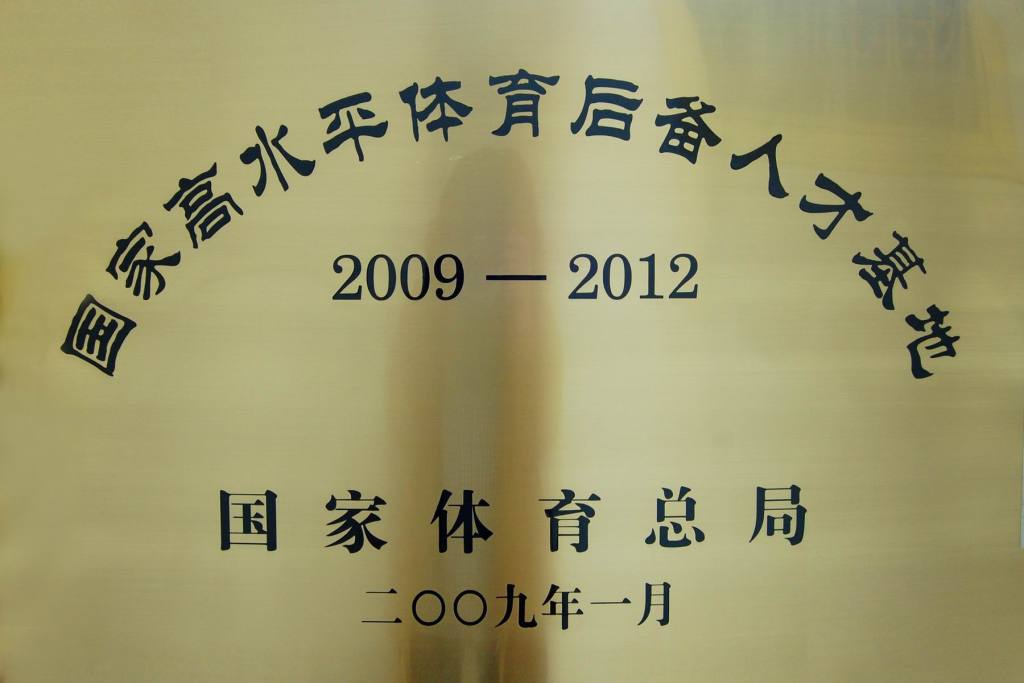 国家高水平体育后备人才基地
2009 — 2012
国家体育总局
二〇〇九年一月